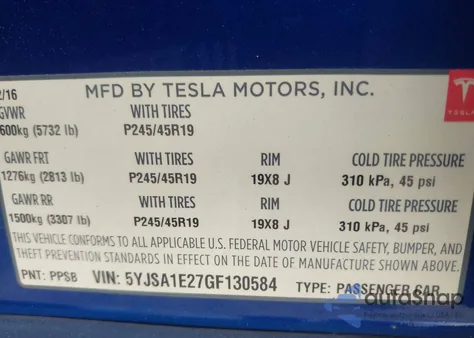 2/16 MFD BY TESLA MOTORS, INC.
GVWR WITH TIRES
600kg (5732 lb) P245/45R19
TESLA
GAWR FRT WITH TIRES RIM COLD TIRE PRESSURE
1276kg (2813 lb) P245/45R19 19X8 J 310 kPa, 45 psi
GAWR RR WITH TIRES RIM COLD TIRE PRESSURE
1500kg (3307 lb) P245/45R19 19X8 J 310 kPa, 45 psi
THIS VEHICLE CONFORMS TO ALL APPLICABLE U.S. FEDERAL MOTOR VEHICLE SAFETY, BUMPER, AND
THEFT PREVENTION STANDARDS IN EFFECT ON THE DATE OF MANUFACTURE SHOWN ABOVE.
PNT: PPSB VIN: 5YJSA1E27GF130584 TYPE: PASSENGER CAR
autoSnap